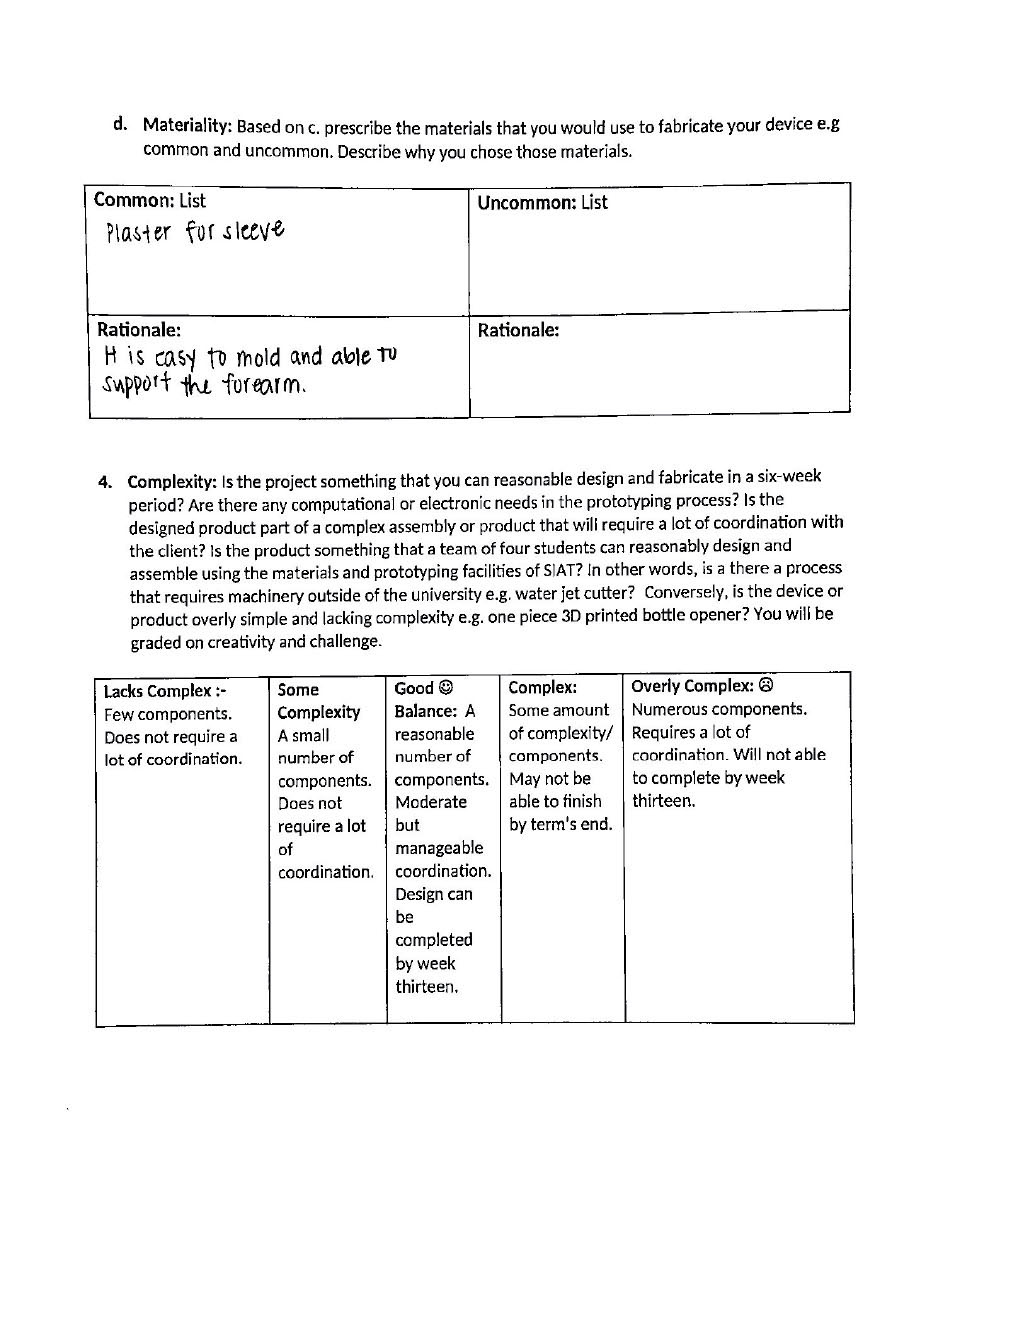 d. Materiality: Based on c. prescribe the materials that you would use to fabricate your device e.g
common and uncommon. Describe why you chose those materials.
Common: List
Plaster for sleeve
Uncommon: List
Rationale:
It is easy to mold and able to
support the forearm.
Rationale:
4. Complexity: Is the project something that you can reasonable design and fabricate in a six-week
period? Are there any computational or electronic needs in the prototyping process? Is the
designed product part of a complex assembly or product that will require a lot of coordination with
the client? Is the product something that a team of four students can reasonably design and
assemble using the materials and prototyping facilities of SIAT? In other words, is a there a process
that requires machinery outside of the university e.g. water jet cutter? Conversely, is the device or
product overly simple and lacking complexity e.g. one piece 3D printed bottle opener? You will be
graded on creativity and challenge.
Lacks Complex :-
Few components.
Does not require a
lot of coordination.
Some
Complexity
A small
number of
components.
Does not
require a lot
of
coordination.
Good ☺
Balance: A
reasonable
number of
components.
Moderate
but
manageable
coordination.
Design can
be
completed
by week
thirteen.
Complex:
Some amount
of complexity/
components.
May not be
able to finish
by term's end.
Overly Complex: ☹
Numerous components.
Requires a lot of
coordination. Will not able
to complete by week
thirteen.